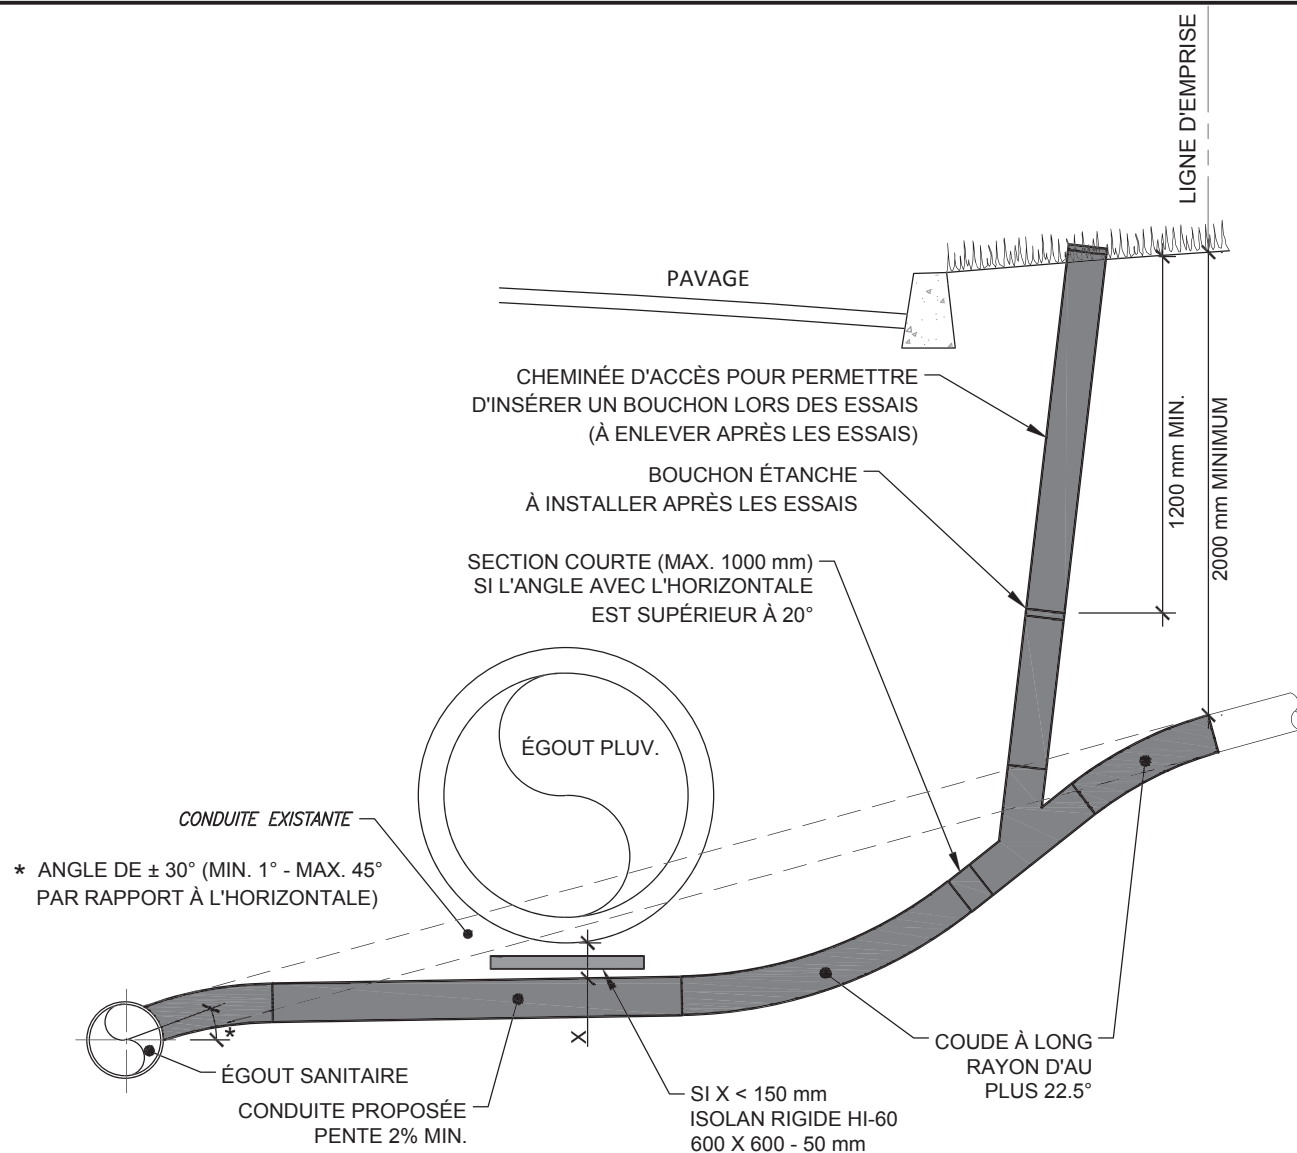 LIGNE D'EMPRISE
PAVAGE
CHEMINÉE D'ACCÈS POUR PERMETTRE
D'INSÉRER UN BOUCHON LORS DES ESSAIS
(À ENLEVER APRÈS LES ESSAIS)
BOUCHON ÉTANCHE
À INSTALLER APRÈS LES ESSAIS
1200 mm MIN.
2000 mm MINIMUM
SECTION COURTE (MAX. 1000 mm)
SI L'ANGLE AVEC L'HORIZONTALE
EST SUPÉRIEUR À 20°
ÉGOUT PLUV.
CONDUITE EXISTANTE
* ANGLE DE ± 30° (MIN. 1° - MAX. 45°
PAR RAPPORT À L'HORIZONTALE)
*
X
ÉGOUT SANITAIRE
CONDUITE PROPOSÉE
PENTE 2% MIN.
SI X < 150 mm
ISOLAN RIGIDE HI-60
600 X 600 - 50 mm
COUDE À LONG
RAYON D'AU
PLUS 22.5°